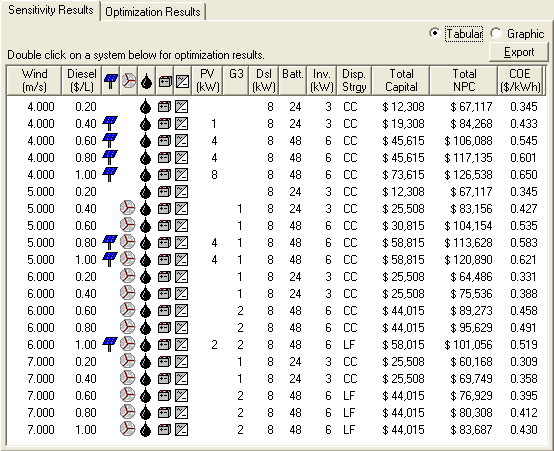 Sensitivity Results Optimization Results
Tabular Graphic
Double click on a system below for optimization results. Export
Wind (m/s) Diesel ($/L) PV (kW) G3 Dsl (kW) Batt. Inv. (kW) Disp. Strgy Total Capital Total NPC COE ($/kWh)
4.000 0.20 8 24 3 CC $ 12,308 $ 67,117 0.345
4.000 0.40 1 8 24 3 CC $ 19,308 $ 84,268 0.433
4.000 0.60 4 8 48 6 CC $ 45,615 $ 106,088 0.545
4.000 0.80 4 8 48 6 CC $ 45,615 $ 117,135 0.601
4.000 1.00 8 8 48 6 CC $ 73,615 $ 126,538 0.650
5.000 0.20 8 24 3 CC $ 12,308 $ 67,117 0.345
5.000 0.40 1 8 24 3 CC $ 25,508 $ 83,156 0.427
5.000 0.60 1 8 48 6 CC $ 30,815 $ 104,154 0.535
5.000 0.80 4 1 8 48 6 CC $ 58,815 $ 113,628 0.583
5.000 1.00 4 1 8 48 6 CC $ 58,815 $ 120,890 0.621
6.000 0.20 1 8 24 3 CC $ 25,508 $ 64,486 0.331
6.000 0.40 1 8 24 3 CC $ 25,508 $ 75,536 0.388
6.000 0.60 2 8 48 6 CC $ 44,015 $ 89,273 0.458
6.000 0.80 2 8 48 6 CC $ 44,015 $ 95,629 0.491
6.000 1.00 2 2 8 48 6 LF $ 58,015 $ 101,056 0.519
7.000 0.20 1 8 24 3 CC $ 25,508 $ 60,168 0.309
7.000 0.40 1 8 24 3 CC $ 25,508 $ 69,749 0.358
7.000 0.60 2 8 48 6 LF $ 44,015 $ 76,929 0.395
7.000 0.80 2 8 48 6 LF $ 44,015 $ 80,308 0.412
7.000 1.00 2 8 48 6 LF $ 44,015 $ 83,687 0.430